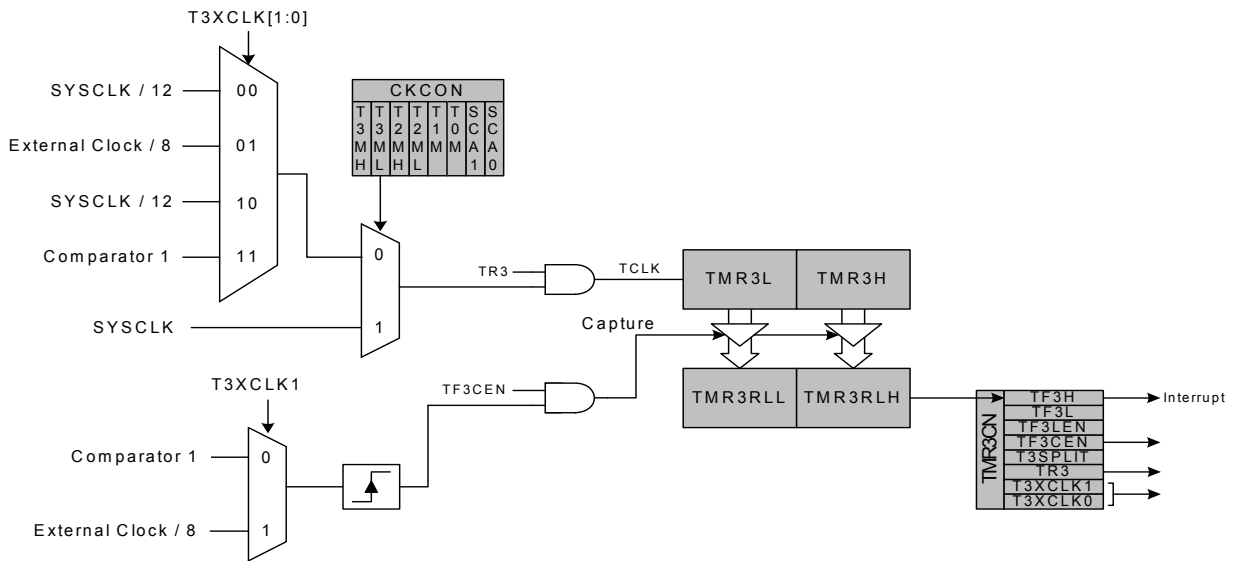 T3XCLK[1:0]
SYSCLK / 12
00
External Clock / 8
01
SYSCLK / 12
10
Comparator 1
11
SYSCLK
CKCON
T3MH
T3ML
T2MH
T2ML
T1M
T0M
SCA1
SCA0
0
1
TR3
TCLK
TMR3L
TMR3H
Capture
TMR3RLL
TMR3RLH
T3XCLK1
Comparator 1
0
External Clock / 8
1
TF3CEN
TMR3CN
TF3H
TF3L
TF3LEN
TF3CEN
T3SPLIT
TR3
T3XCLK1
T3XCLK0
Interrupt